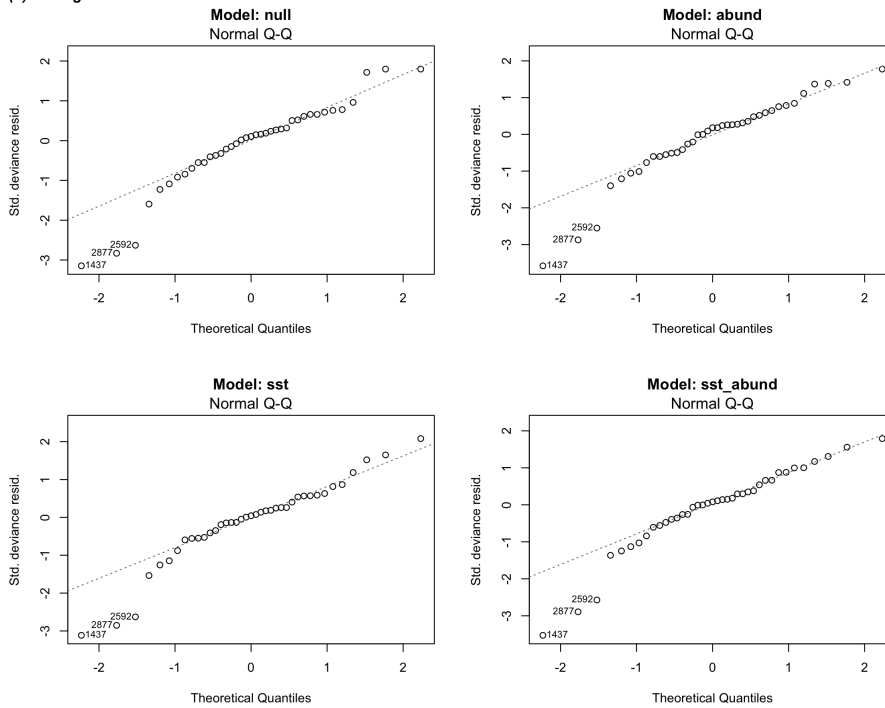 Model: null
Normal Q-Q
Std. deviance resid.
2
1
0
-1
-2
-3
2592
2877
1437
-2 -1 0 1 2
Theoretical Quantiles
Model: abund
Normal Q-Q
Std. deviance resid.
2
1
0
-1
-2
-3
2592
2877
1437
-2 -1 0 1 2
Theoretical Quantiles
Model: sst
Normal Q-Q
Std. deviance resid.
2
1
0
-1
-2
-3
2592
2877
1437
-2 -1 0 1 2
Theoretical Quantiles
Model: sst_abund
Normal Q-Q
Std. deviance resid.
2
1
0
-1
-2
-3
2592
2877
1437
-2 -1 0 1 2
Theoretical Quantiles